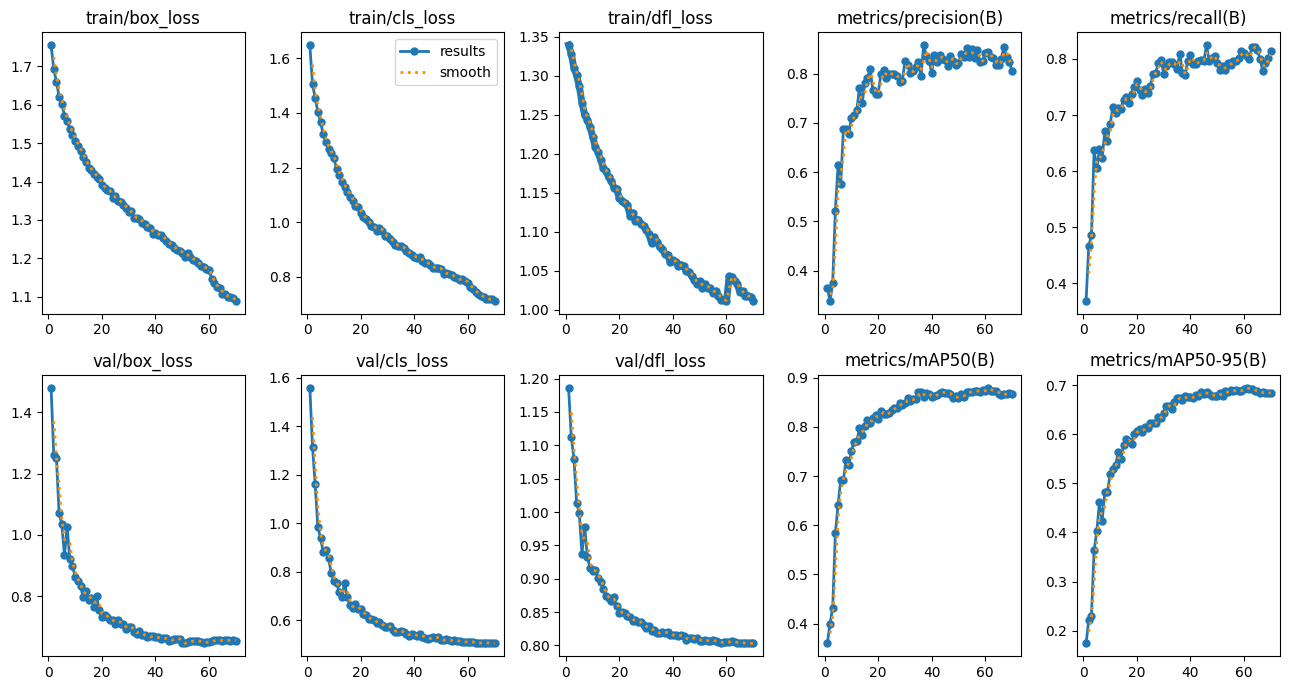 train/box_loss
train/cls_loss
train/dfl_loss
metrics/precision(B)
metrics/recall(B)
results
smooth
1.7
1.6
1.5
1.4
1.3
1.2
1.1
0 20 40 60
1.6
1.4
1.2
1.0
0.8
0 20 40 60
1.35
1.30
1.25
1.20
1.15
1.10
1.05
1.00
0 20 40 60
0.8
0.7
0.6
0.5
0.4
0 20 40 60
0.8
0.7
0.6
0.5
0.4
0 20 40 60
val/box_loss
val/cls_loss
val/dfl_loss
metrics/mAP50(B)
metrics/mAP50-95(B)
1.4
1.2
1.0
0.8
0 20 40 60
1.6
1.4
1.2
1.0
0.8
0.6
0 20 40 60
1.20
1.15
1.10
1.05
1.00
0.95
0.90
0.85
0.80
0 20 40 60
0.9
0.8
0.7
0.6
0.5
0.4
0 20 40 60
0.7
0.6
0.5
0.4
0.3
0.2
0 20 40 60